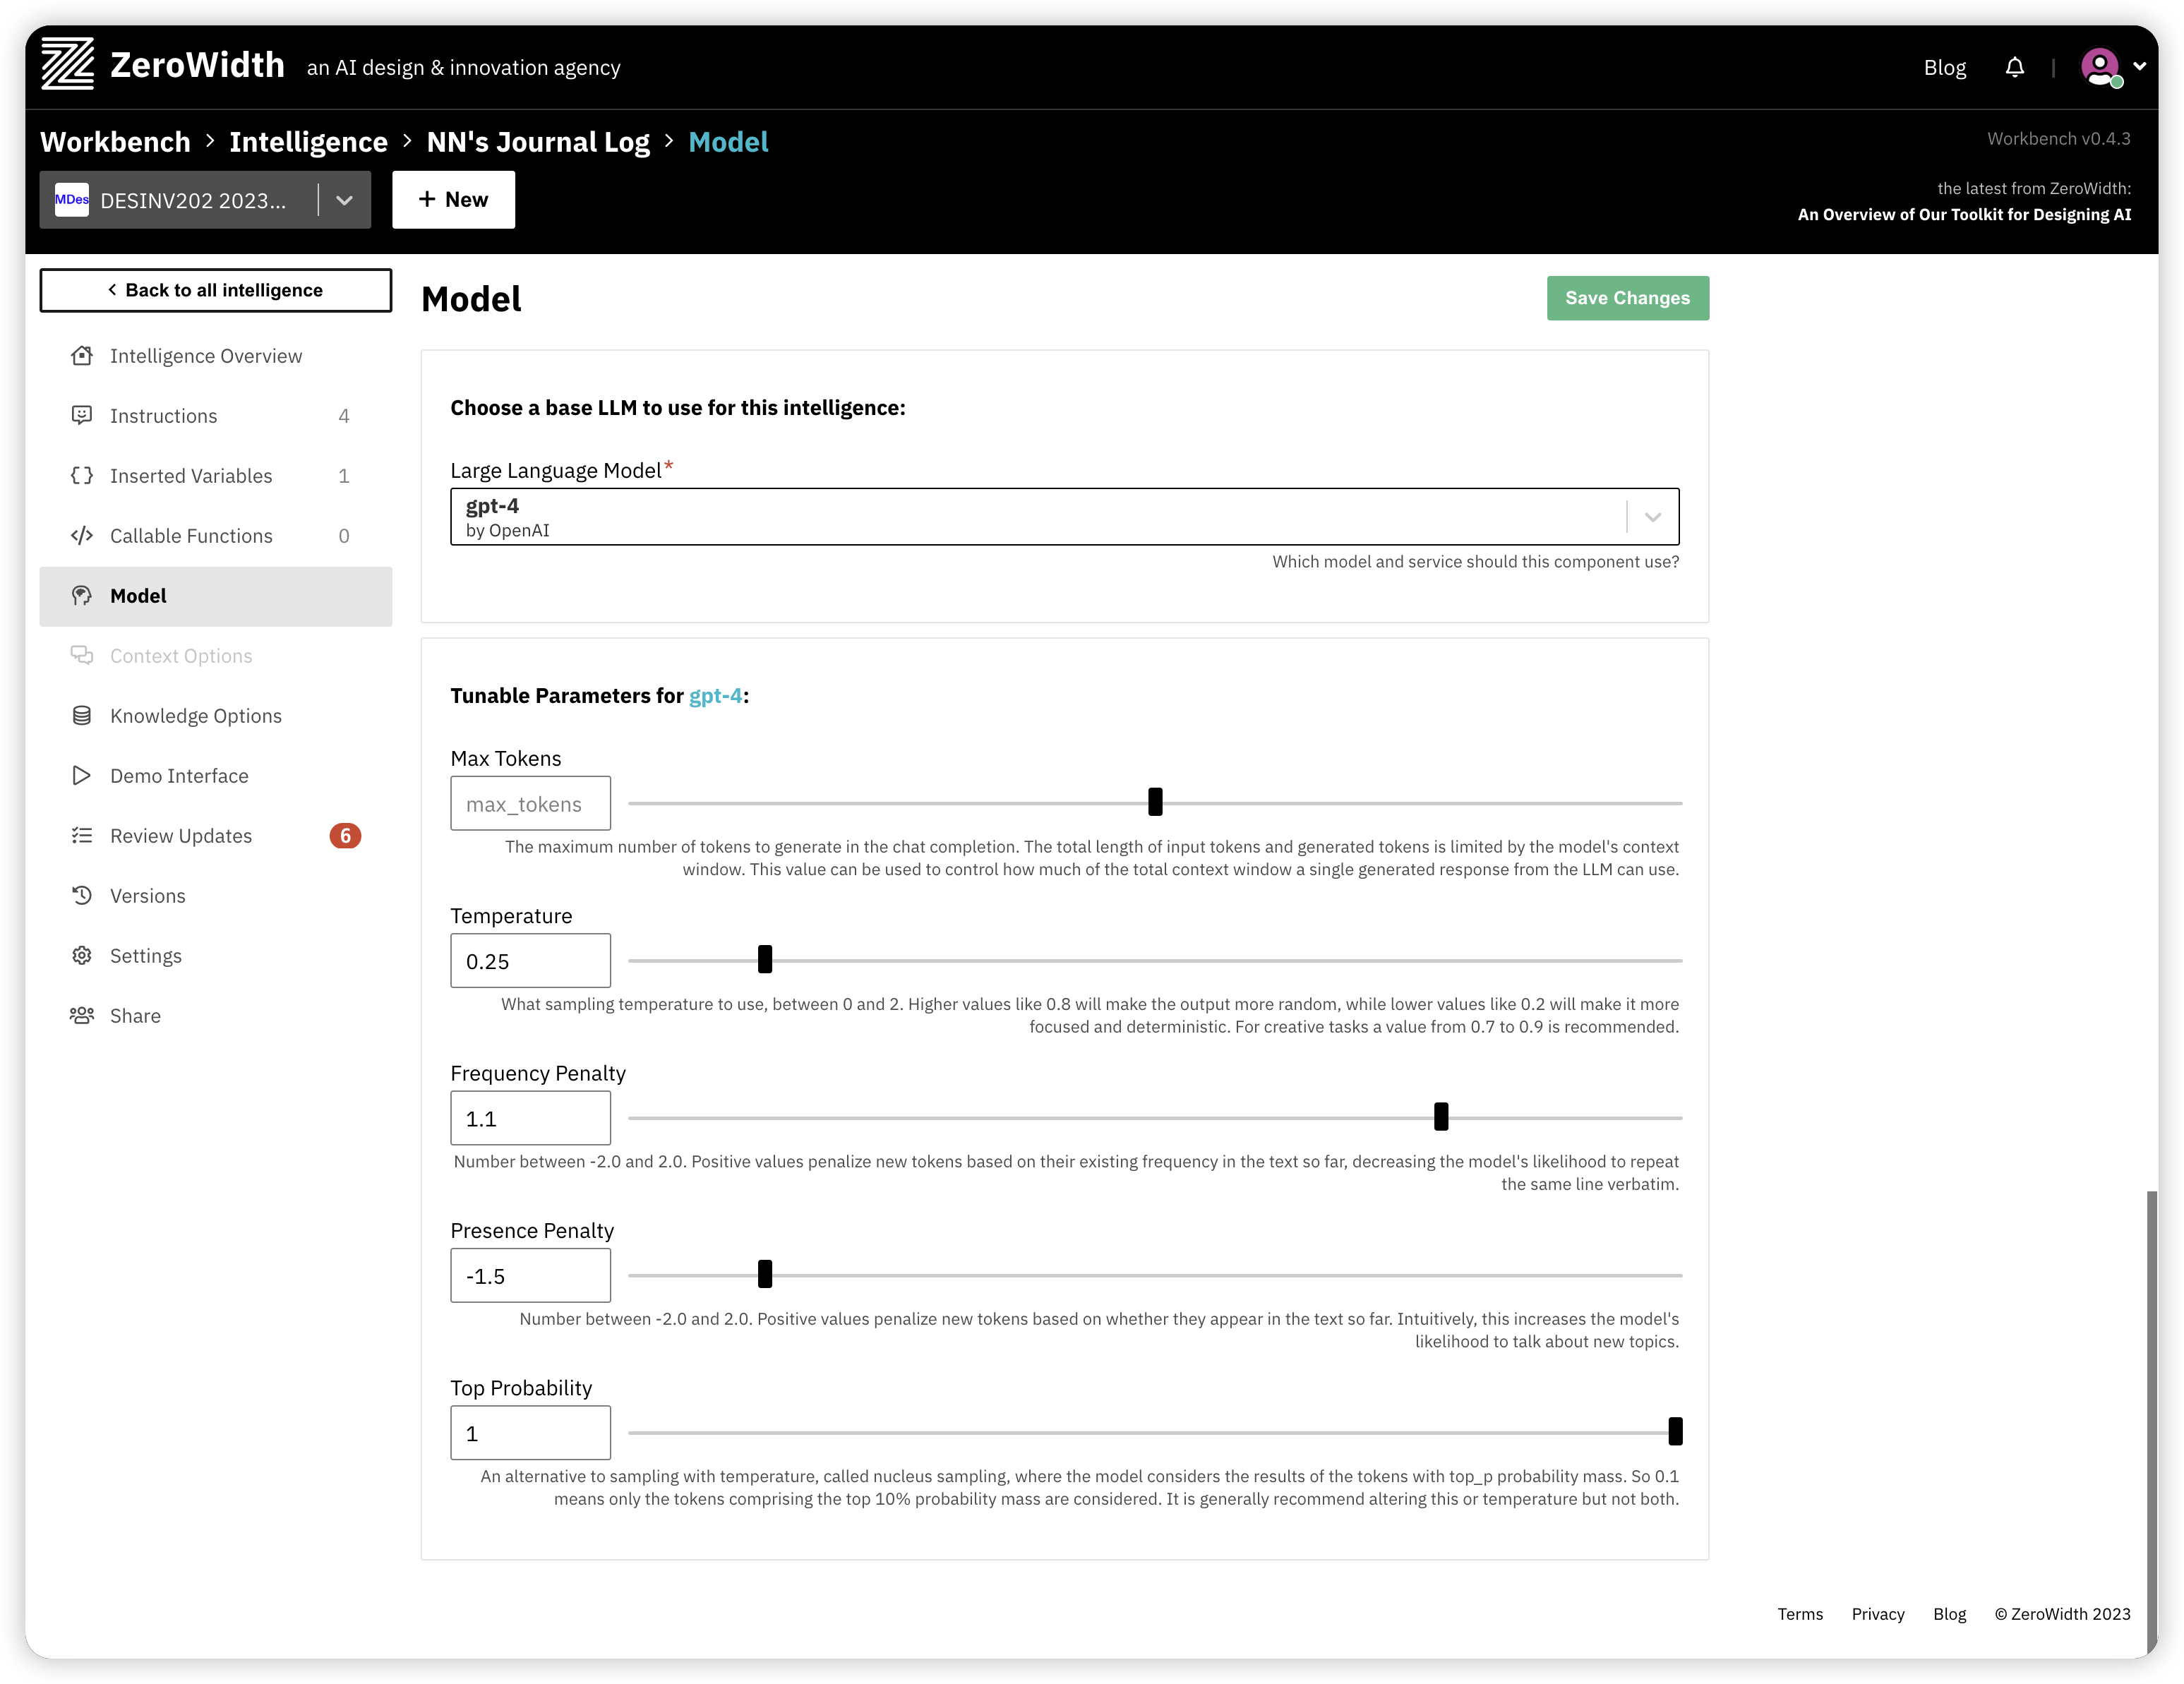 ZeroWidth an AI design & innovation agency
Blog
Workbench > Intelligence > NN's Journal Log > Model
Workbench v0.4.3
MDes DESINV202 2023...
+ New
the latest from ZeroWidth:
An Overview of Our Toolkit for Designing AI
< Back to all intelligence
Intelligence Overview
Instructions 4
Inserted Variables 1
Callable Functions 0
Model
Context Options
Knowledge Options
Demo Interface
Review Updates 6
Versions
Settings
Share
Model
Save Changes
Choose a base LLM to use for this intelligence:
Large Language Model*
gpt-4
by OpenAI
Which model and service should this component use?
Tunable Parameters for gpt-4:
Max Tokens
max_tokens
The maximum number of tokens to generate in the chat completion. The total length of input tokens and generated tokens is limited by the model's context
window. This value can be used to control how much of the total context window a single generated response from the LLM can use.
Temperature
0.25
What sampling temperature to use, between 0 and 2. Higher values like 0.8 will make the output more random, while lower values like 0.2 will make it more
focused and deterministic. For creative tasks a value from 0.7 to 0.9 is recommended.
Frequency Penalty
1.1
Number between -2.0 and 2.0. Positive values penalize new tokens based on their existing frequency in the text so far, decreasing the model's likelihood to repeat
the same line verbatim.
Presence Penalty
-1.5
Number between -2.0 and 2.0. Positive values penalize new tokens based on whether they appear in the text so far. Intuitively, this increases the model's
likelihood to talk about new topics.
Top Probability
1
An alternative to sampling with temperature, called nucleus sampling, where the model considers the results of the tokens with top_p probability mass. So 0.1
means only the tokens comprising the top 10% probability mass are considered. It is generally recommend altering this or temperature but not both.
Terms Privacy Blog © ZeroWidth 2023